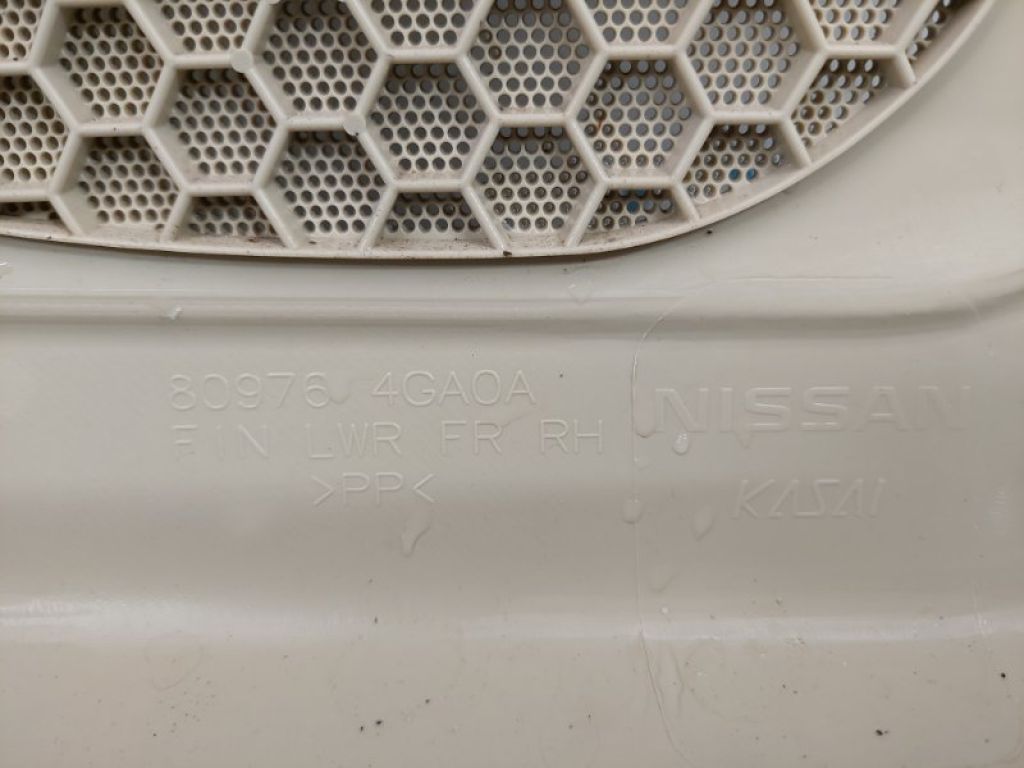 80976 4GA0A
FIN LWR FR RH
>PP<
NISSAN
KASAI